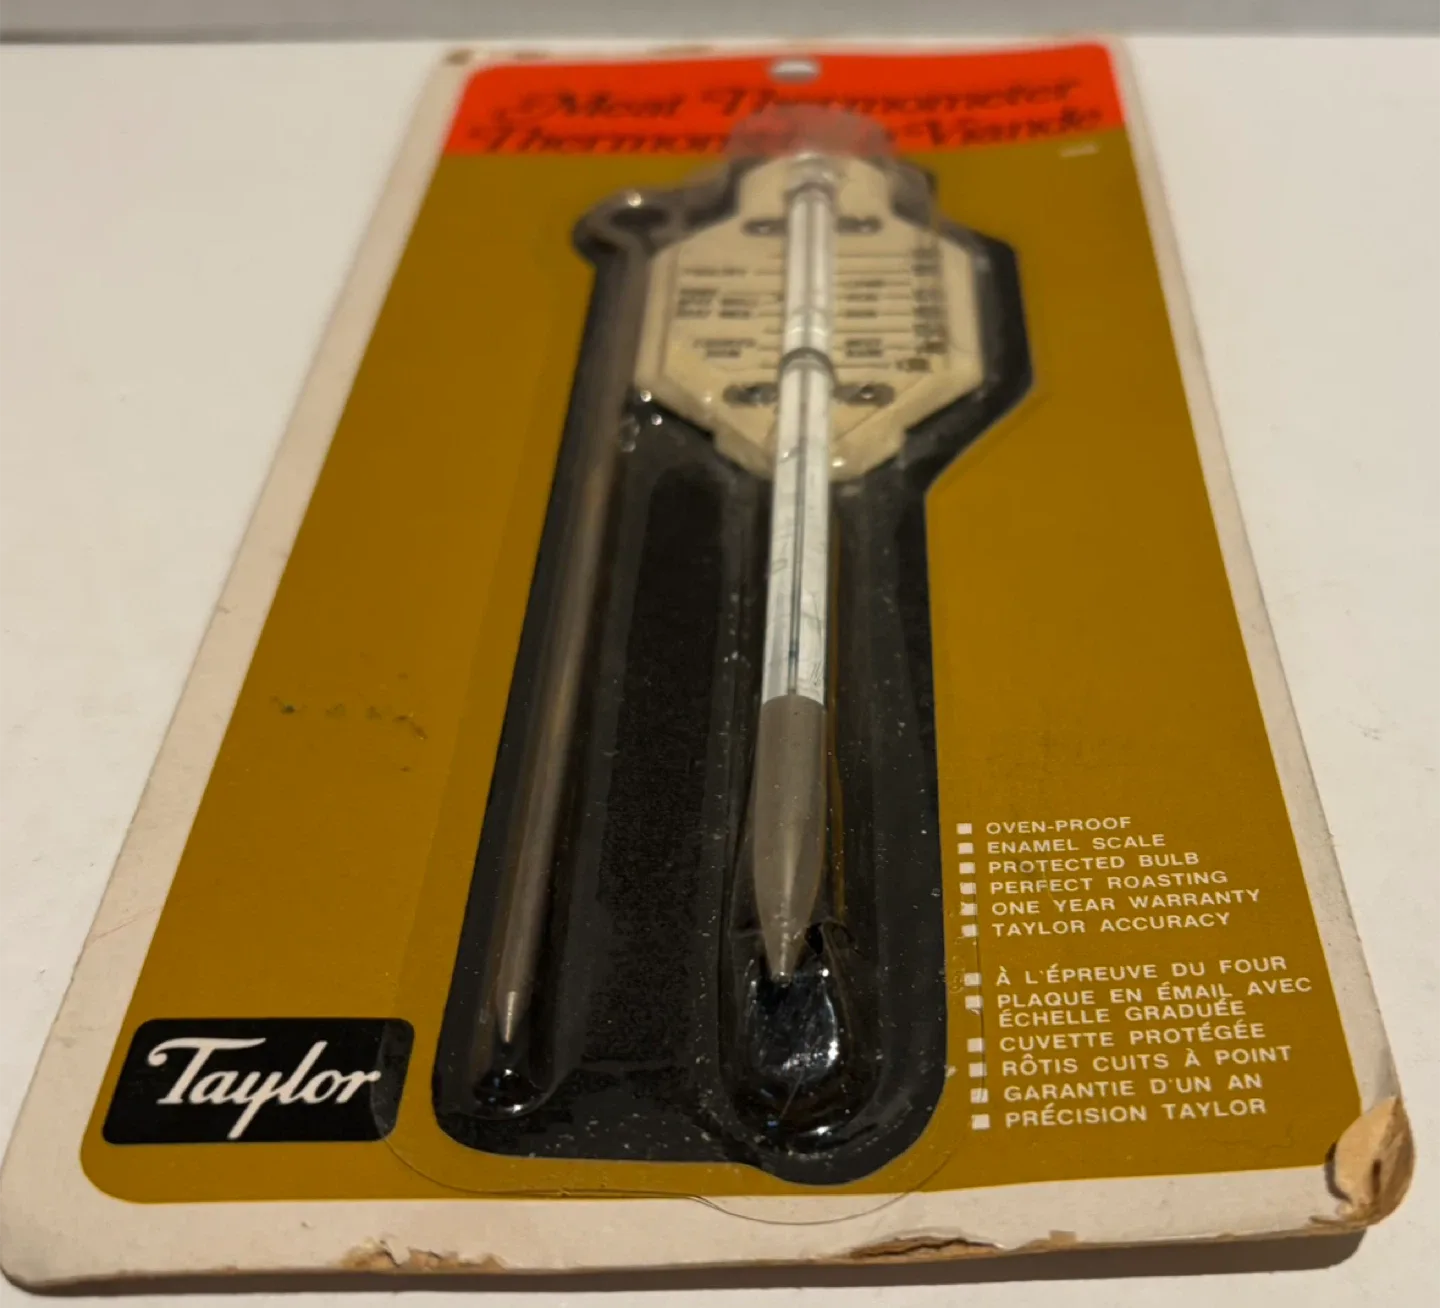 Meat Thermometer
Viande
OVEN-PROOF
ENAMEL SCALE
PROTECTED BULB
PERFECT ROASTING
ONE YEAR WARRANTY
TAYLOR ACCURACY
À L'ÉPREUVE DU FOUR
PLAQUE EN ÉMAIL AVEC
ÉCHELLE GRADUÉE
CUVETTE PROTÉGÉE
RÔTIS CUITS À POINT
GARANTIE D'UN AN
PRÉCISION TAYLOR
Taylor